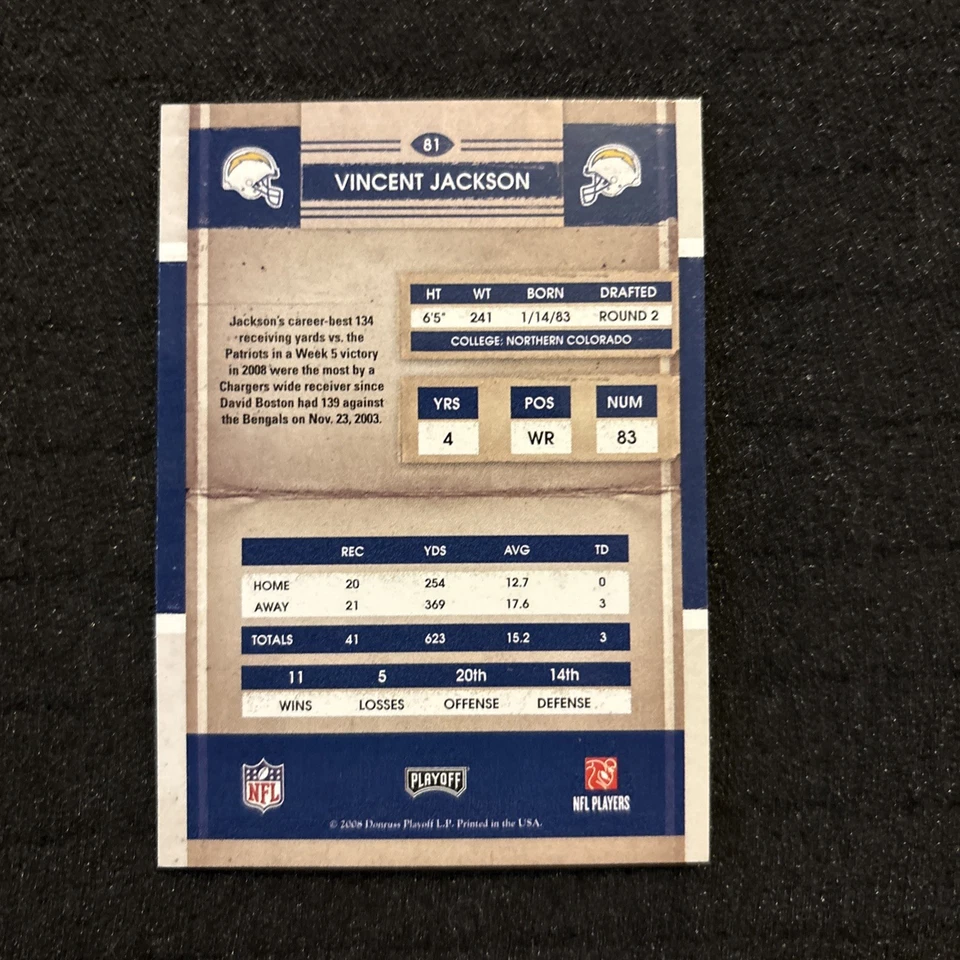 81
VINCENT JACKSON
HT WT BORN DRAFTED
6'5" 241 1/14/83 ROUND 2
COLLEGE: NORTHERN COLORADO
Jackson's career-best 134
receiving yards vs. the
Patriots in a Week 5 victory
in 2008 were the most by a
Chargers wide receiver since
David Boston had 139 against
the Bengals on Nov. 23, 2003.
YRS POS NUM
4 WR 83
REC YDS AVG TD
HOME 20 254 12.7 0
AWAY 21 369 17.6 3
TOTALS 41 623 15.2 3
11 5 20th 14th
WINS LOSSES OFFENSE DEFENSE
NFL
PLAYOFF
NFL PLAYERS
© 2008 Donruss Playoff L.P. Printed in the USA.